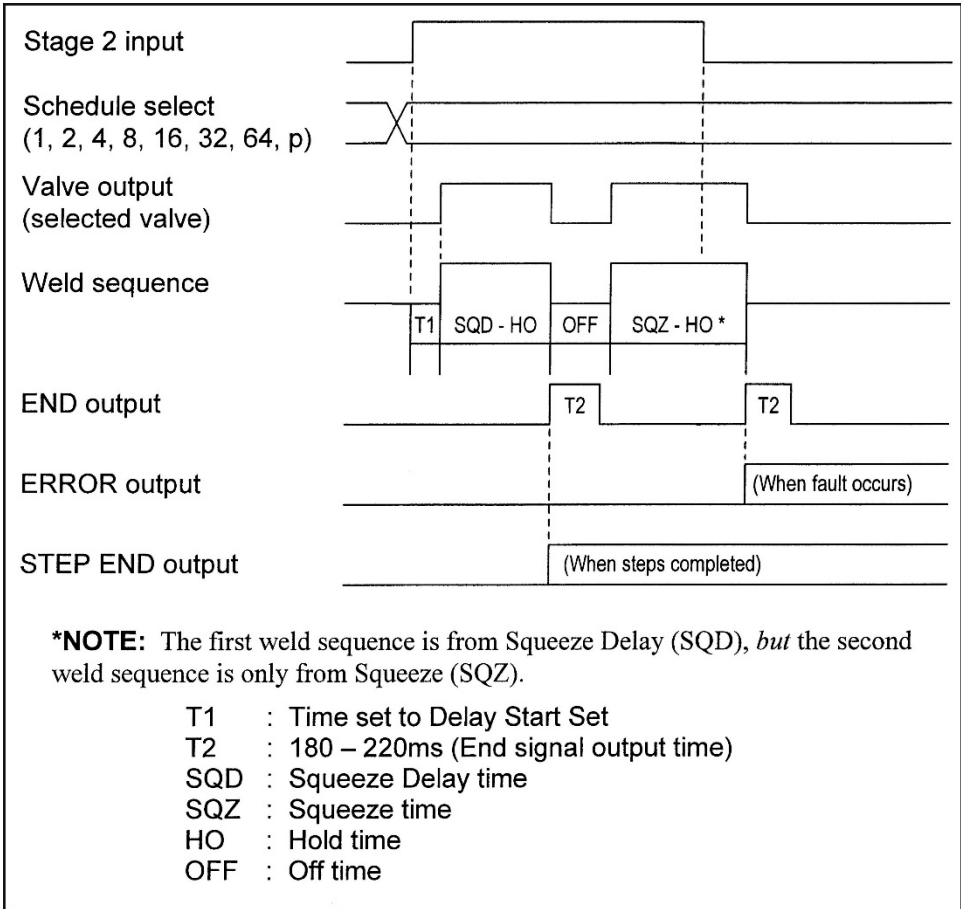 Stage 2 input
Schedule select
(1, 2, 4, 8, 16, 32, 64, p)
Valve output
(selected valve)
Weld sequence
T1 SQD - HO OFF SQZ - HO *
END output
T2 T2
ERROR output
(When fault occurs)
STEP END output
(When steps completed)
*NOTE: The first weld sequence is from Squeeze Delay (SQD), but the second
weld sequence is only from Squeeze (SQZ).
T1 : Time set to Delay Start Set
T2 : 180 – 220ms (End signal output time)
SQD : Squeeze Delay time
SQZ : Squeeze time
HO : Hold time
OFF : Off time